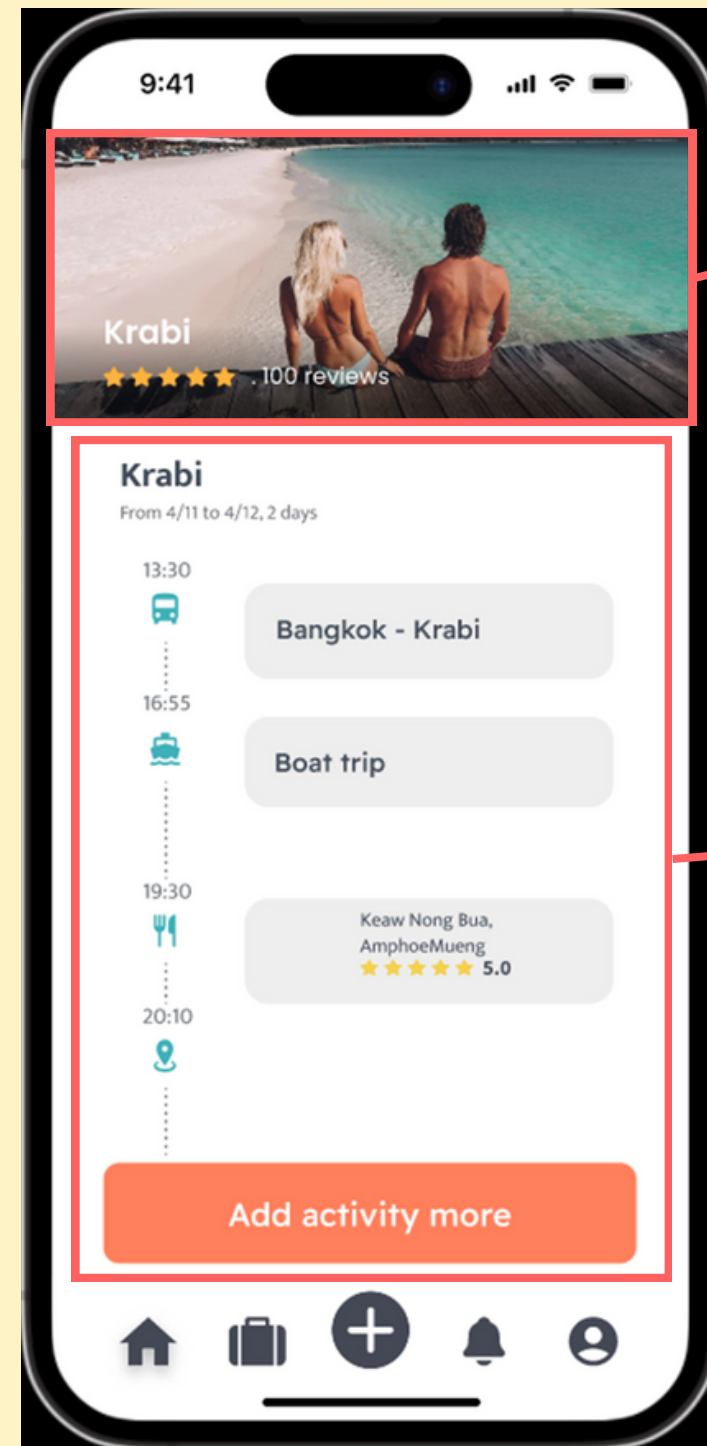 9:41
Krabi
. 100 reviews
Krabi
From 4/11 to 4/12, 2 days
13:30
Bangkok - Krabi
16:55
Boat trip
19:30
Keaw Nong Bua,
AmphoeMueng
5.0
20:10
Add activity more